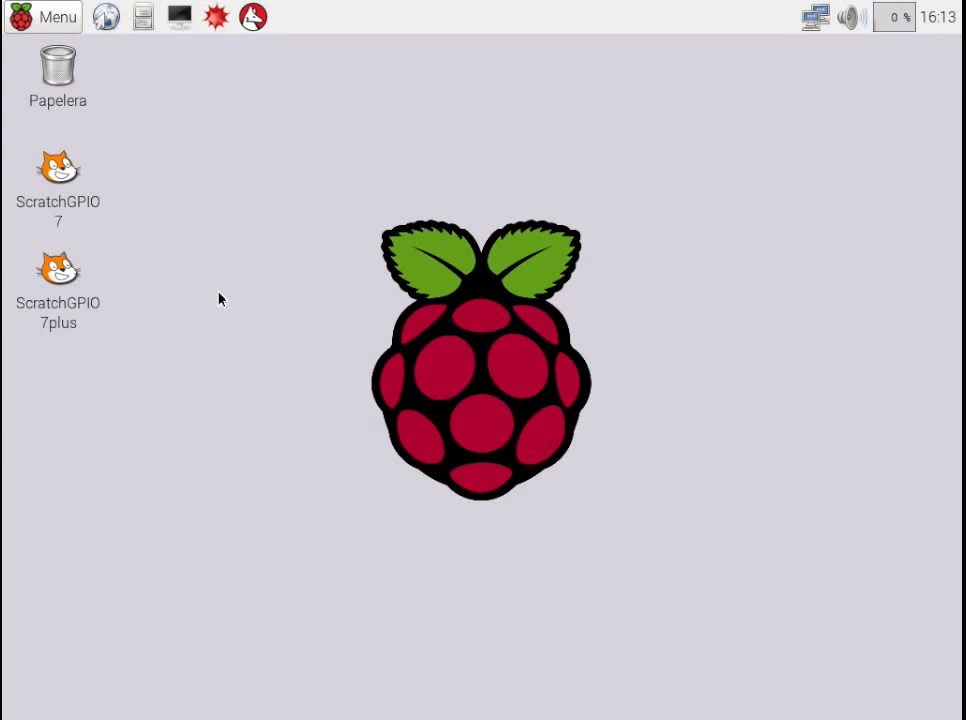 Menu
0 %
16:13
Papelera
ScratchGPIO
7
ScratchGPIO
7plus